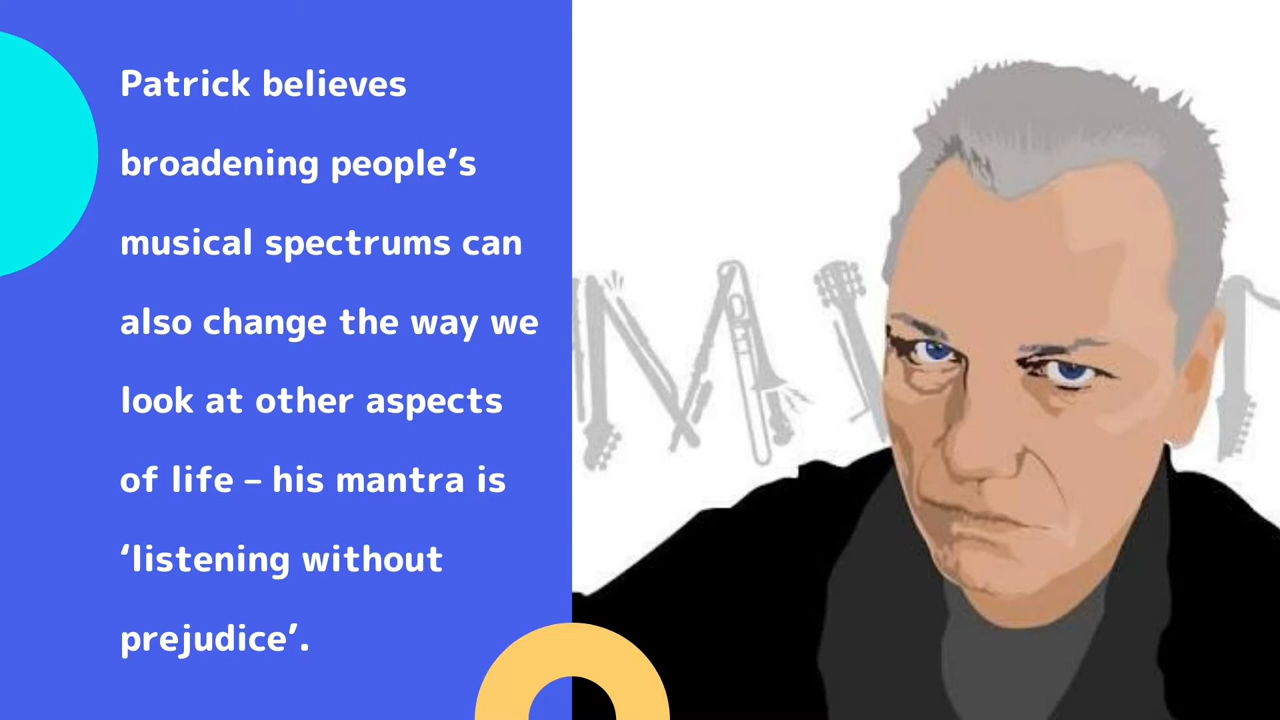 Patrick believes
broadening people’s
musical spectrums can
also change the way we
look at other aspects
of life – his mantra is
‘listening without
prejudice’.